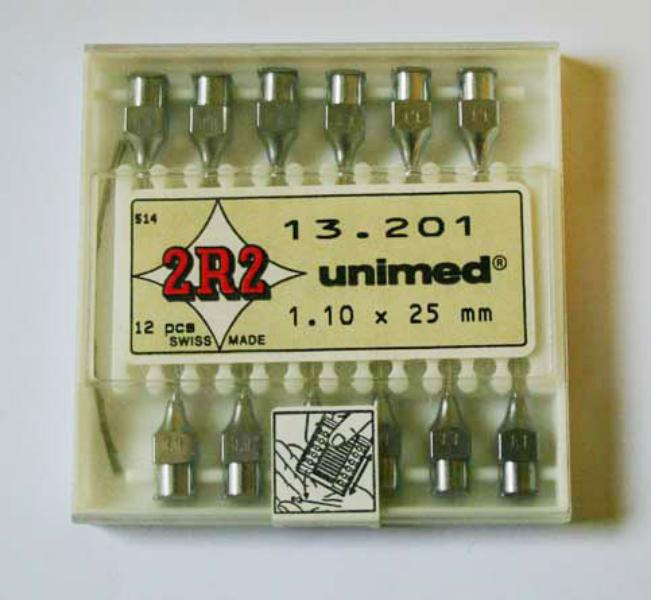 514
13.201
2R2
unimed®
12 pcs
1.10 x 25 mm
SWISS MADE